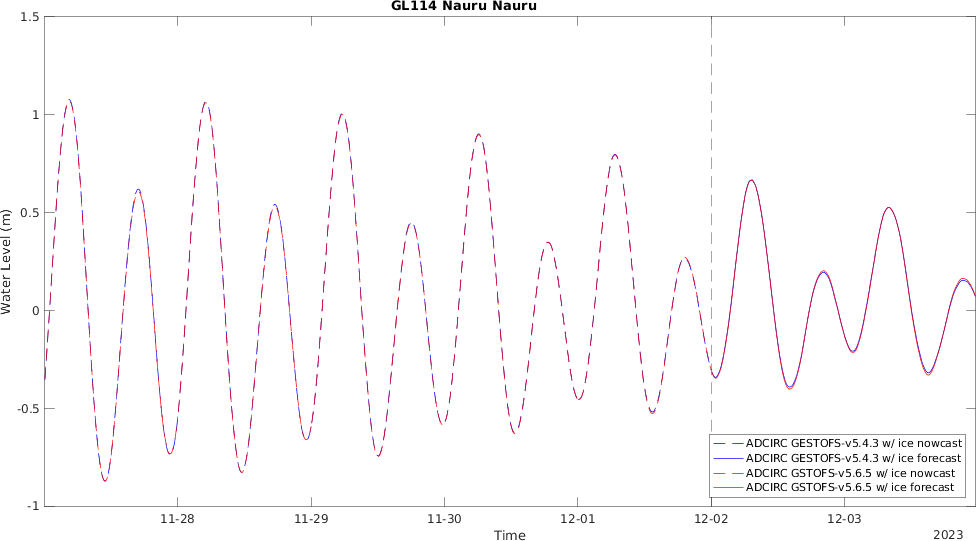 GL114 Nauru Nauru
1.5
1
0.5
0
-0.5
-1
Water Level (m)
11-28
11-29
11-30
12-01
12-02
12-03
Time
2023
ADCIRC GESTOFS-v5.4.3 w/ ice nowcast
ADCIRC GESTOFS-v5.4.3 w/ ice forecast
ADCIRC GSTOFS-v5.6.5 w/ ice nowcast
ADCIRC GSTOFS-v5.6.5 w/ ice forecast